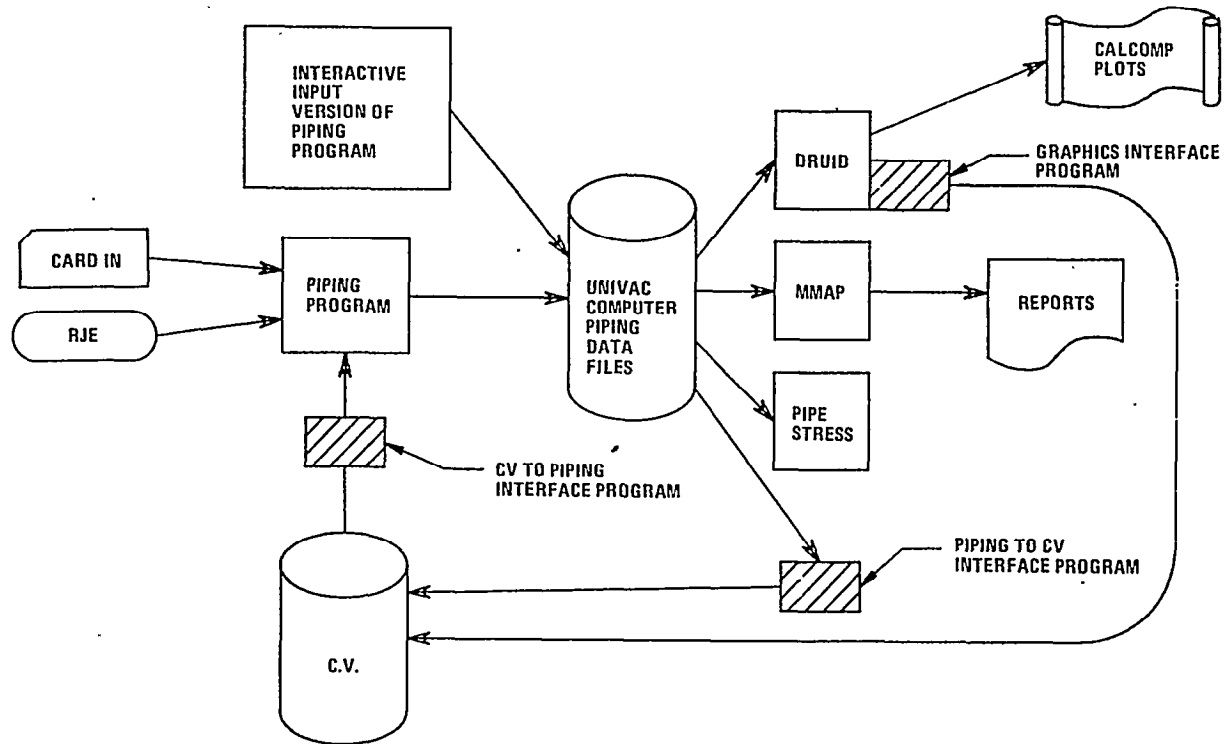 INTERACTIVE
INPUT
VERSION OF
PIPING
PROGRAM
CALCOMP
PLOTS
DRUID
GRAPHICS INTERFACE
PROGRAM
CARD IN
RJE
PIPING
PROGRAM
UNIVAC
COMPUTER
PIPING
DATA
FILES
MMAP
REPORTS
PIPE
STRESS
CV TO PIPING
INTERFACE PROGRAM
PIPING TO CV
INTERFACE PROGRAM
C.V.